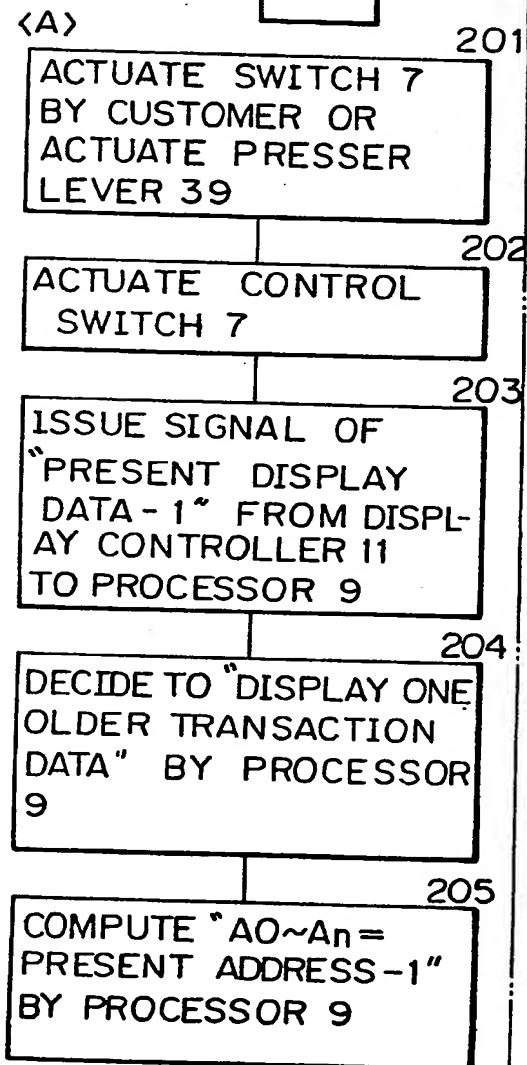 <A>
201
ACTUATE SWITCH 7
BY CUSTOMER OR
ACTUATE PRESSER
LEVER 39
202
ACTUATE CONTROL
SWITCH 7
203
ISSUE SIGNAL OF
"PRESENT DISPLAY
DATA-1" FROM DISPL-
AY CONTROLLER 11
TO PROCESSOR 9
204
DECIDE TO "DISPLAY ONE
OLDER TRANSACTION
DATA" BY PROCESSOR
9
205
COMPUTE "A0~An=
PRESENT ADDRESS-1"
BY PROCESSOR 9